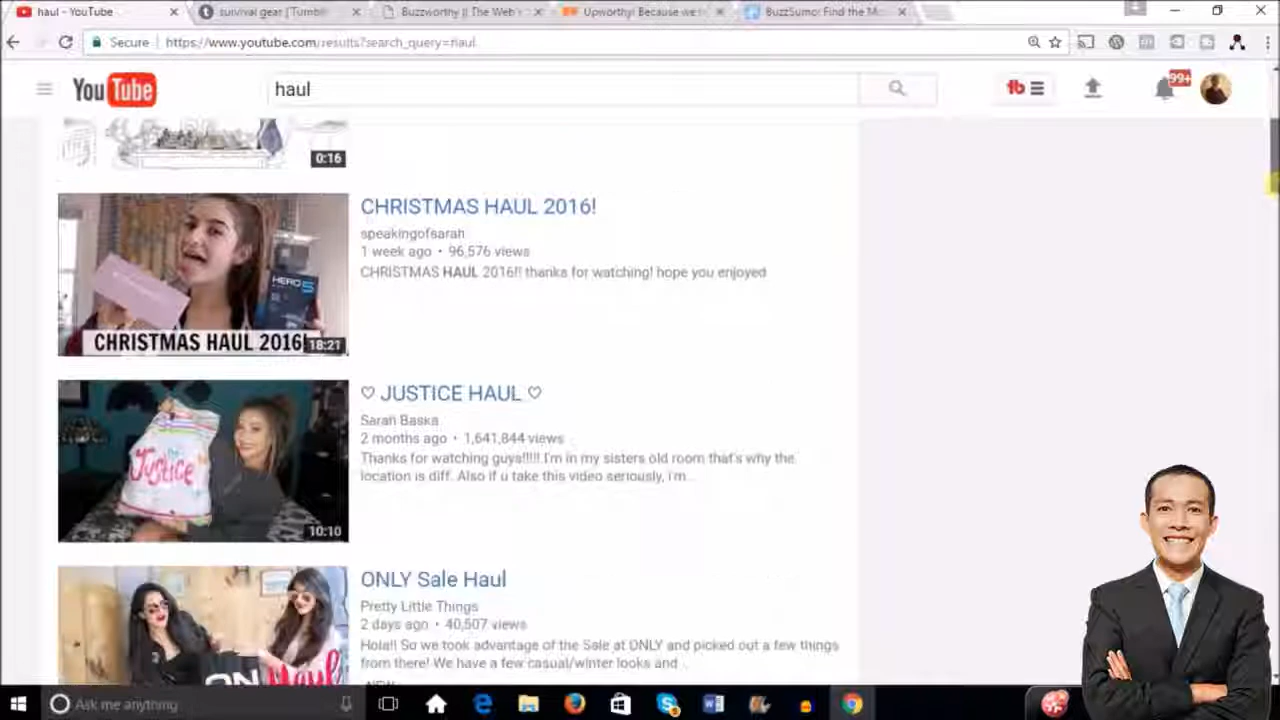 haul - YouTube
survival gear | Tumbl
Buzzworthy || The Web's
Upworthy: Because we
BuzzSumo: Find the M
Secure
https://www.youtube.com/results?search_query=haul
YouTube
haul
99+
0:16
CHRISTMAS HAUL 2016!
speakingofsarah
1 week ago • 96,576 views
CHRISTMAS HAUL 2016!! thanks for watching! hope you enjoyed
HERO5
CHRISTMAS HAUL 2016!
18:21
♡ JUSTICE HAUL ♡
Sarah Baska
2 months ago • 1,641,844 views
Thanks for watching guys!!!!! I'm in my sisters old room that's why the
location is diff. Also if u take this video seriously, i'm...
Justice
10:10
ONLY Sale Haul
Pretty Little Things
2 days ago • 40,507 views
Hola!! So we took advantage of the Sale at ONLY and picked out a few things
from there! We have a few casual/winter looks and ...
Ask me anything